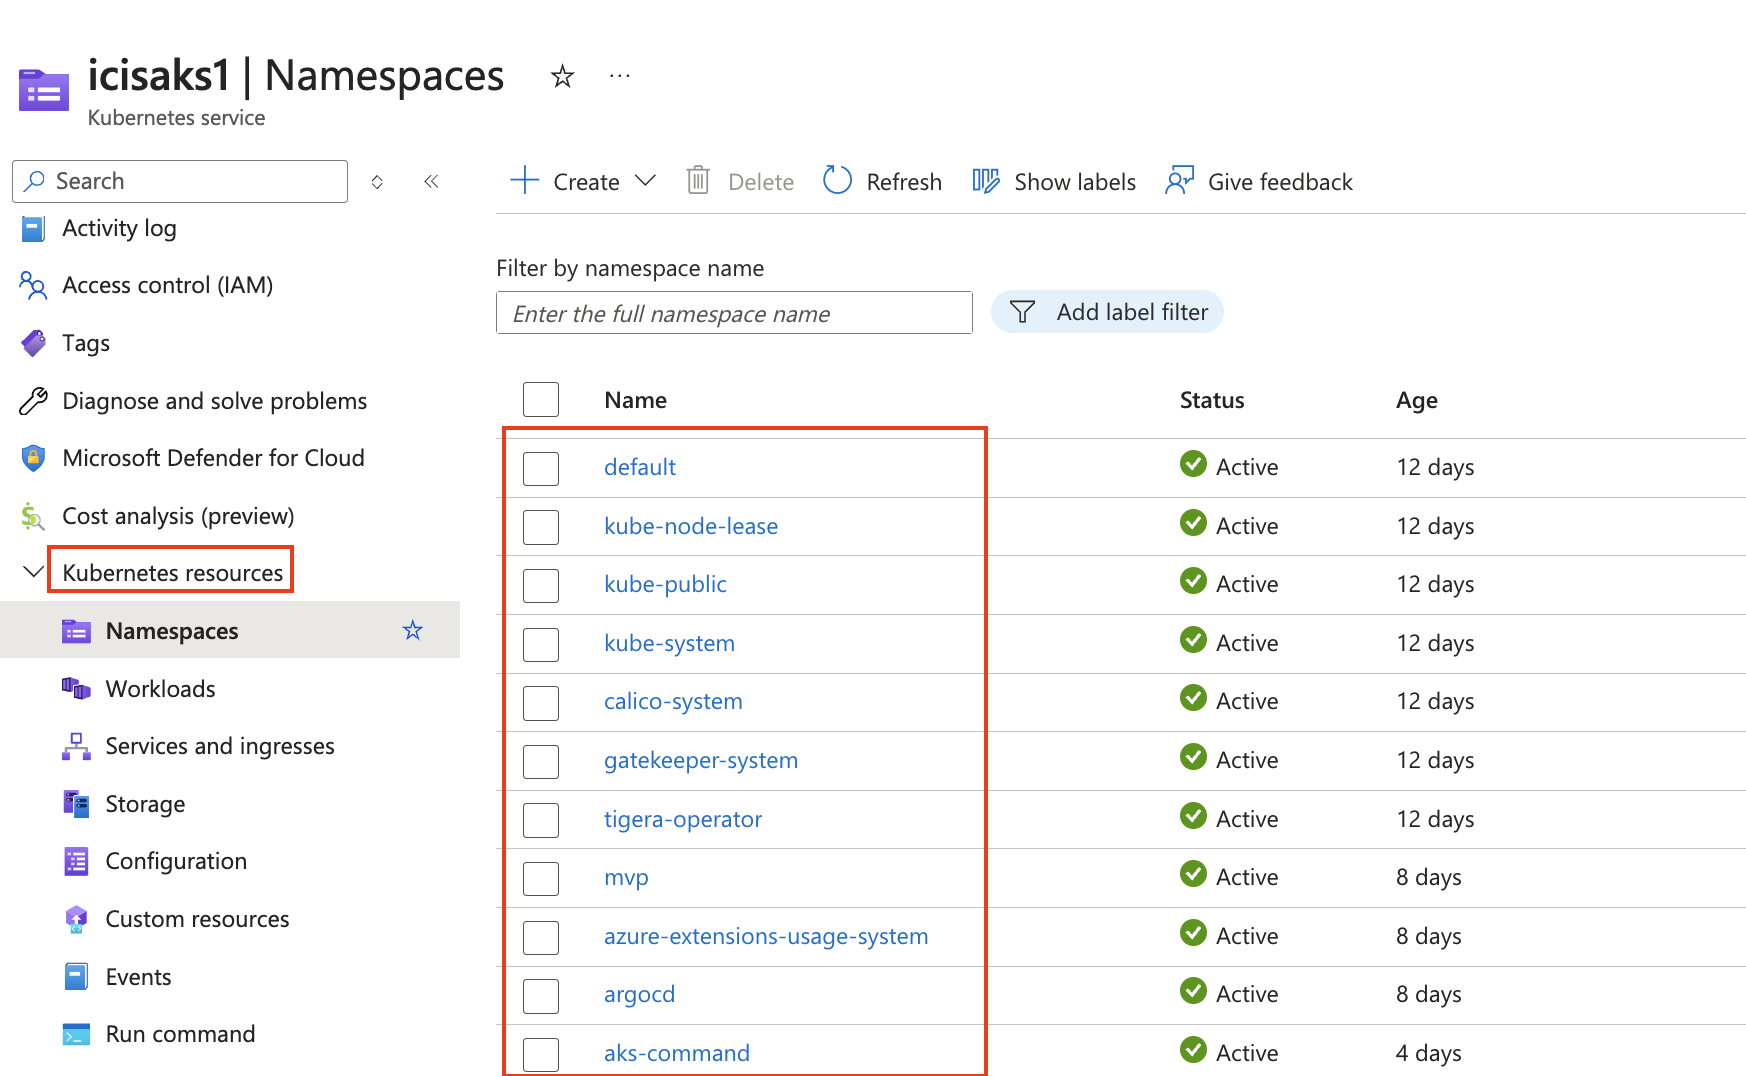 icisaks1 | Namespaces
Kubernetes service
Search
Activity log
Access control (IAM)
Tags
Diagnose and solve problems
Microsoft Defender for Cloud
Cost analysis (preview)
Kubernetes resources
Namespaces
Workloads
Services and ingresses
Storage
Configuration
Custom resources
Events
Run command
Create Delete Refresh Show labels Give feedback
Filter by namespace name
Enter the full namespace name Add label filter
Name Status Age
default Active 12 days
kube-node-lease Active 12 days
kube-public Active 12 days
kube-system Active 12 days
calico-system Active 12 days
gatekeeper-system Active 12 days
tigera-operator Active 12 days
mvp Active 8 days
azure-extensions-usage-system Active 8 days
argocd Active 8 days
aks-command Active 4 days